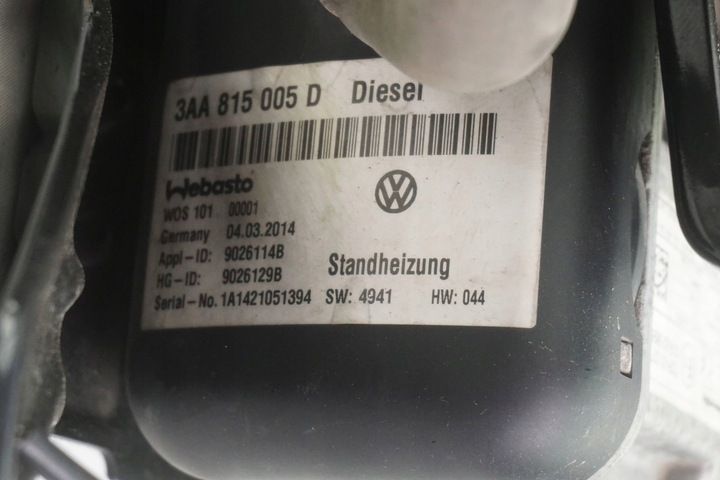 3AA 815 005 D Diesel
Webasto
WOS 101 00001
Germany 04.03.2014
Appl-ID: 9026114B
HG-ID: 9026129B
Standheizung
Serial-No. 1A1421051394 SW: 4941 HW: 044